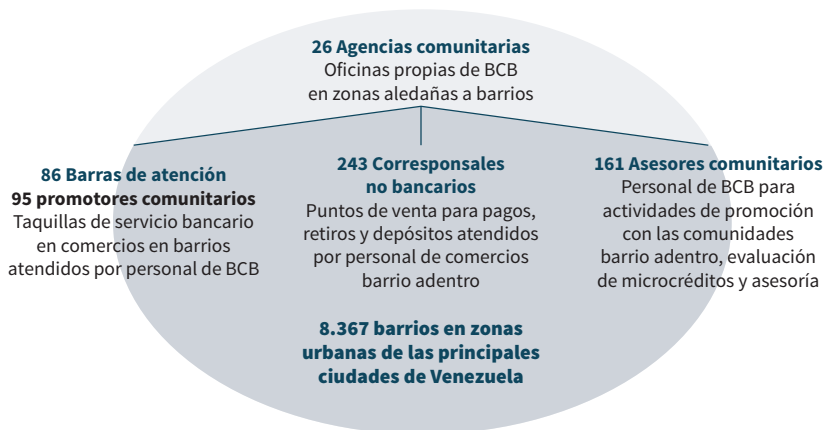 26 Agencias comunitarias
Oficinas propias de BCB
en zonas aledañas a barrios
86 Barras de atención
95 promotores comunitarios
Taquillas de servicio bancario
en comercios en barrios
atendidos por personal de BCB
243 Corresponsales
no bancarios
Puntos de venta para pagos,
retiros y depósitos atendidos
por personal de comercios
barrio adentro
161 Asesores comunitarios
Personal de BCB para
actividades de promoción
con las comunidades
barrio adentro, evaluación
de microcréditos y asesoría
8.367 barrios en zonas
urbanas de las principales
ciudades de Venezuela